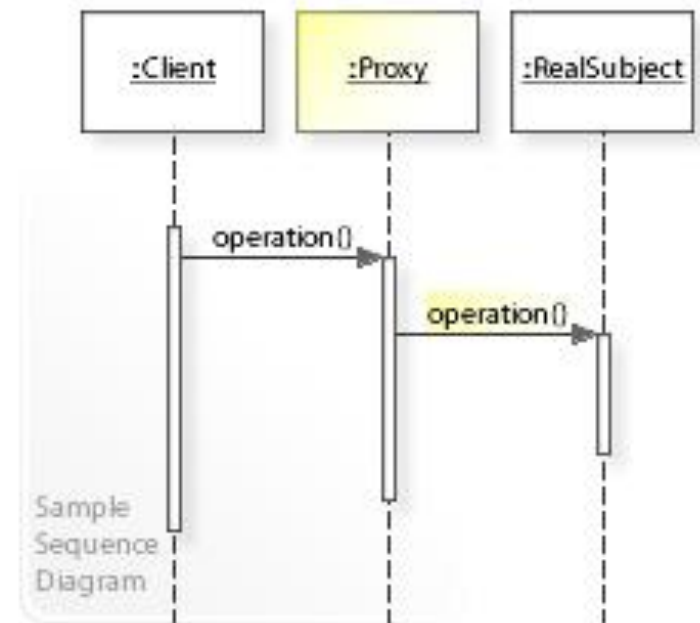 :Client
:Proxy
:RealSubject
operation()
operation()
Sample
Sequence
Diagram